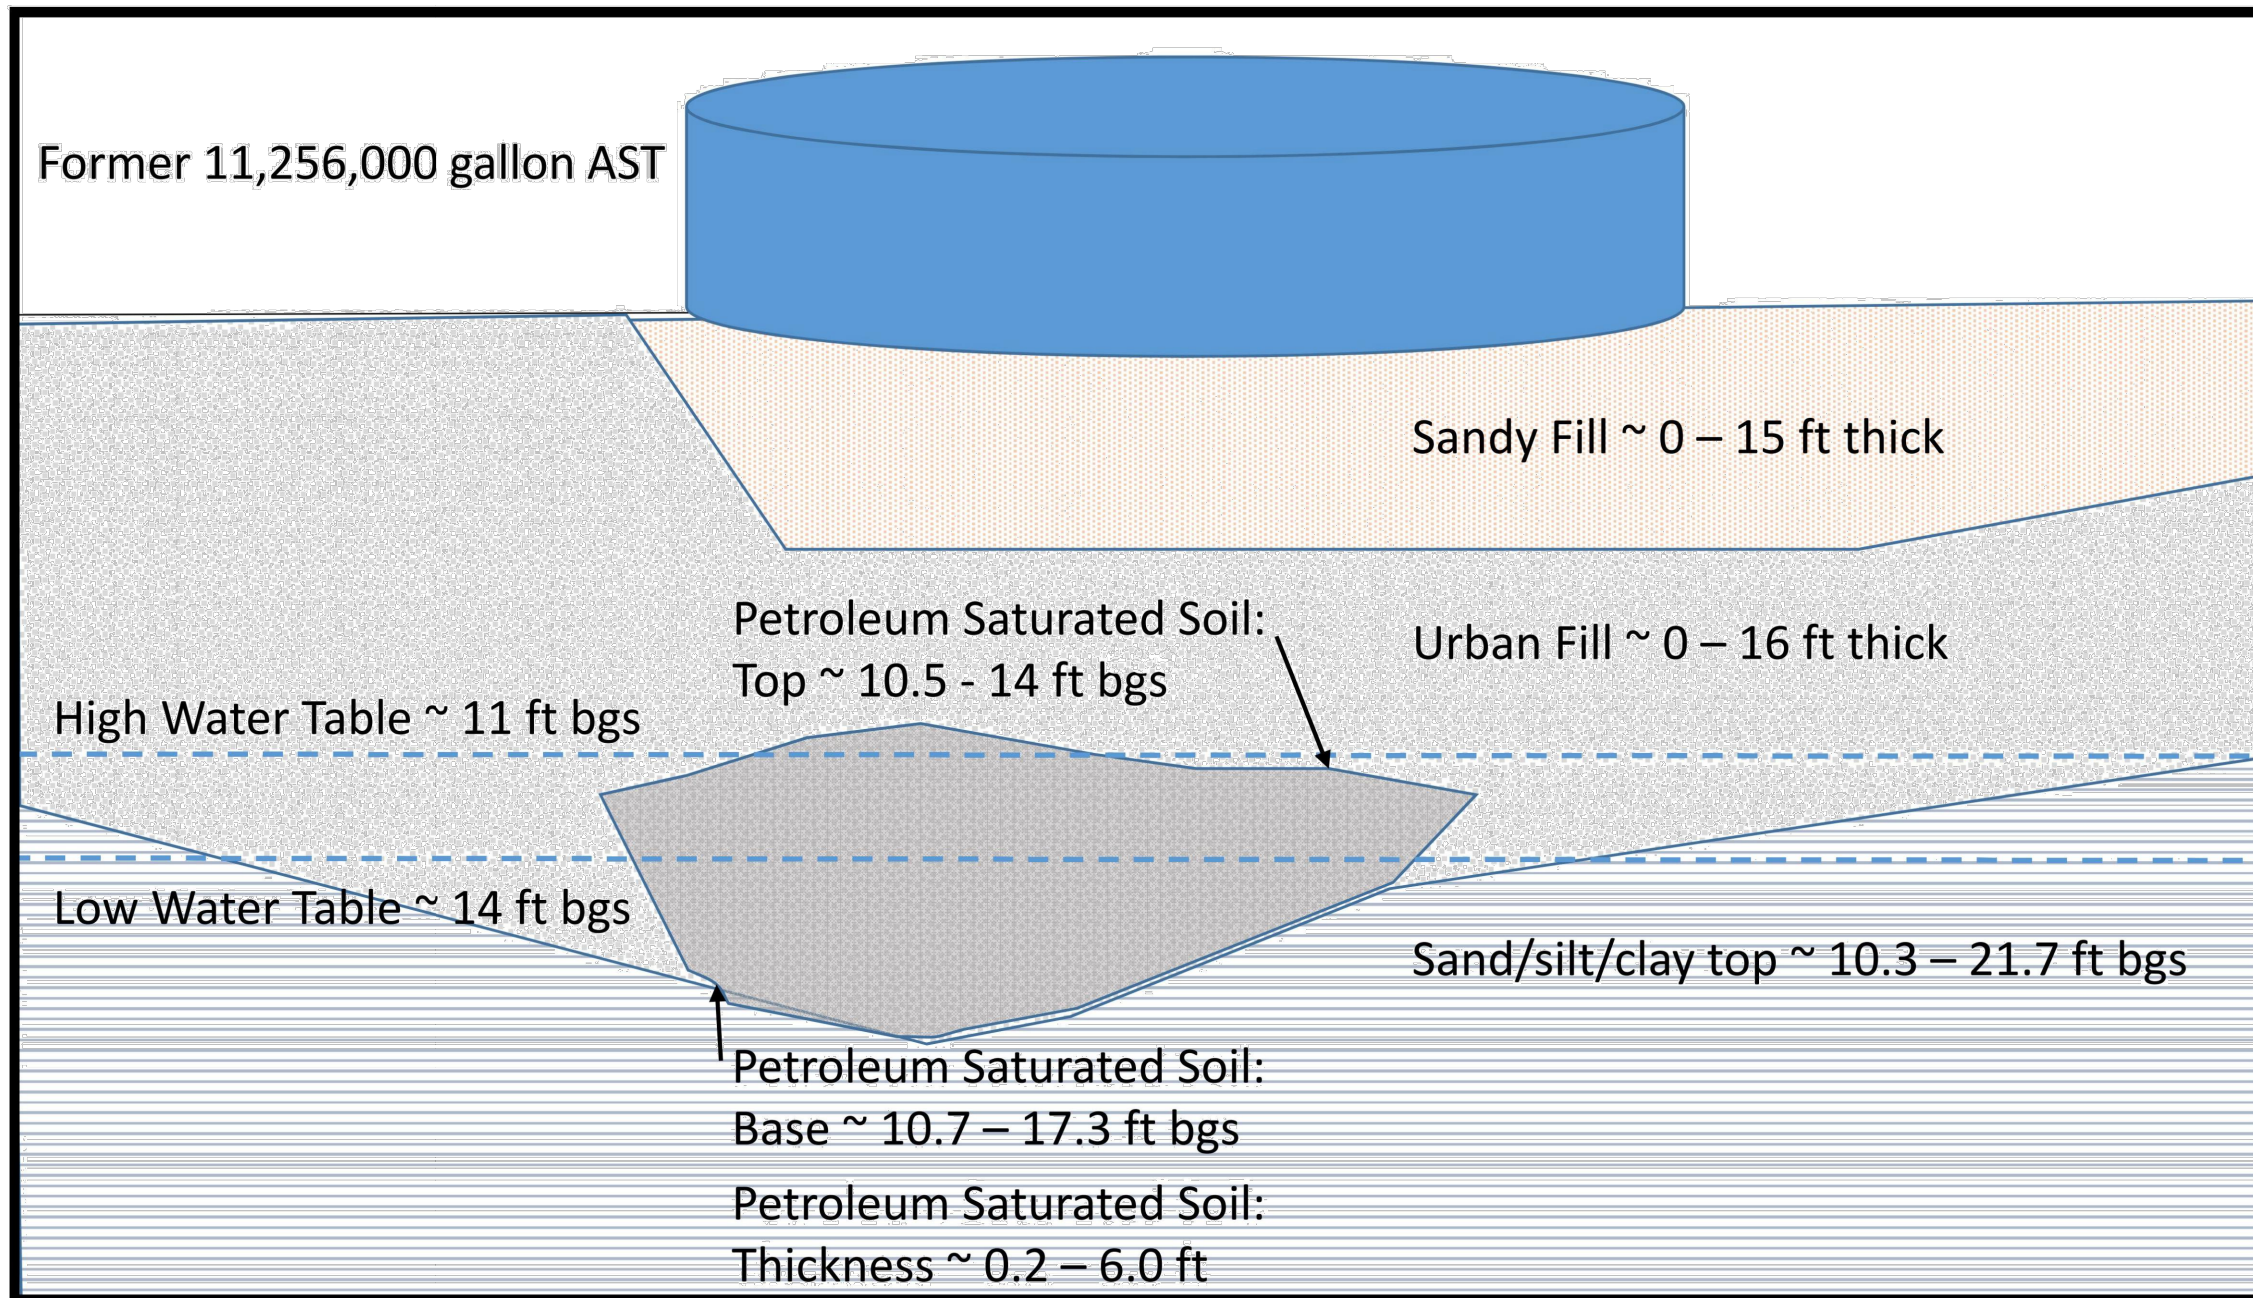 Former 11,256,000 gallon AST
Sandy Fill ~ 0 – 15 ft thick
Petroleum Saturated Soil:
Top ~ 10.5 - 14 ft bgs
Urban Fill ~ 0 – 16 ft thick
High Water Table ~ 11 ft bgs
Low Water Table ~ 14 ft bgs
Sand/silt/clay top ~ 10.3 – 21.7 ft bgs
Petroleum Saturated Soil:
Base ~ 10.7 – 17.3 ft bgs
Petroleum Saturated Soil:
Thickness ~ 0.2 – 6.0 ft